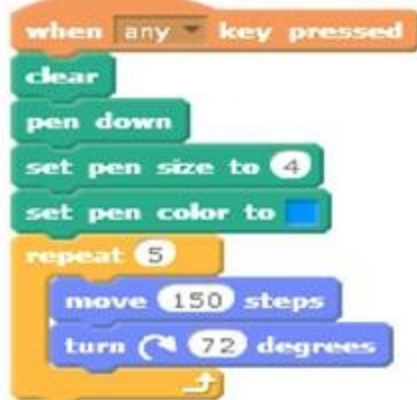 when any key pressed
clear
pen down
set pen size to 4
set pen color to
repeat 5
move 150 steps
turn 72 degrees